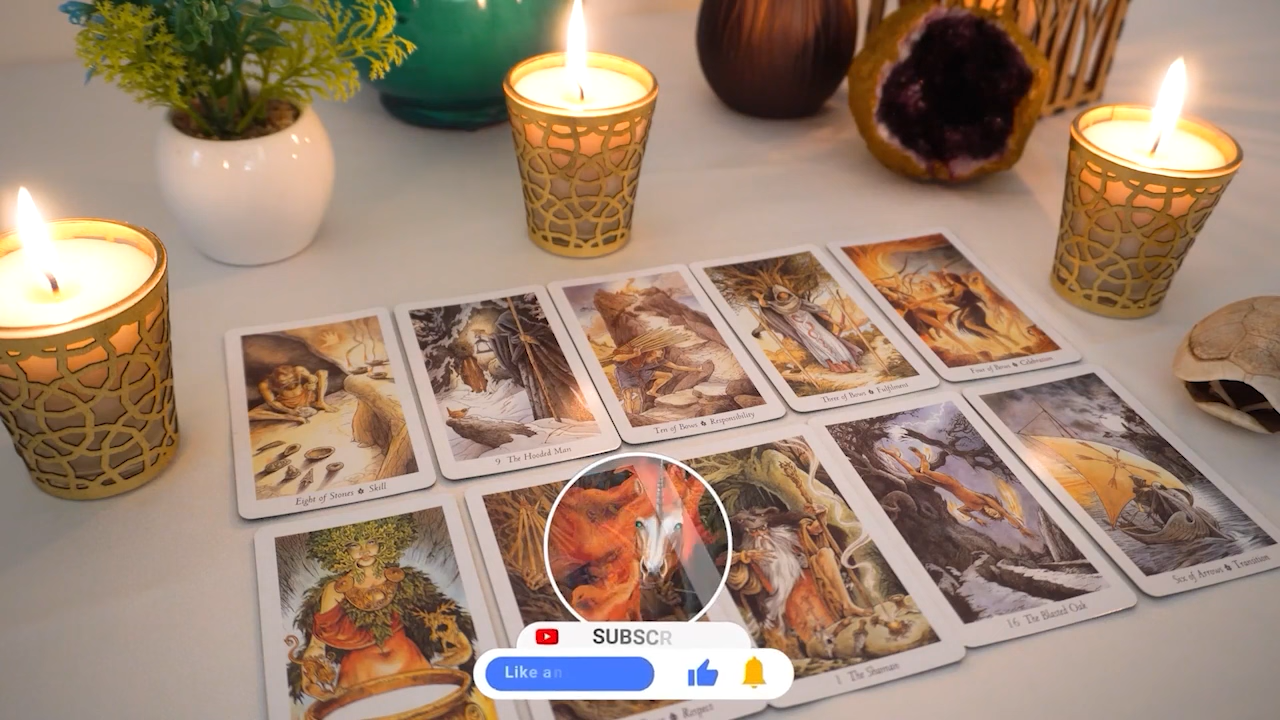 Four of Bows ♦ Celebration
Three of Bows ♦ Fulfilment
Ten of Bows ♦ Responsibility
9 The Hooded Man
Eight of Stones ♦ Skill
Six of Arrows ♦ Transition
16 The Blasted Oak
1 The Shaman
Respect
SUBSCR
Like an